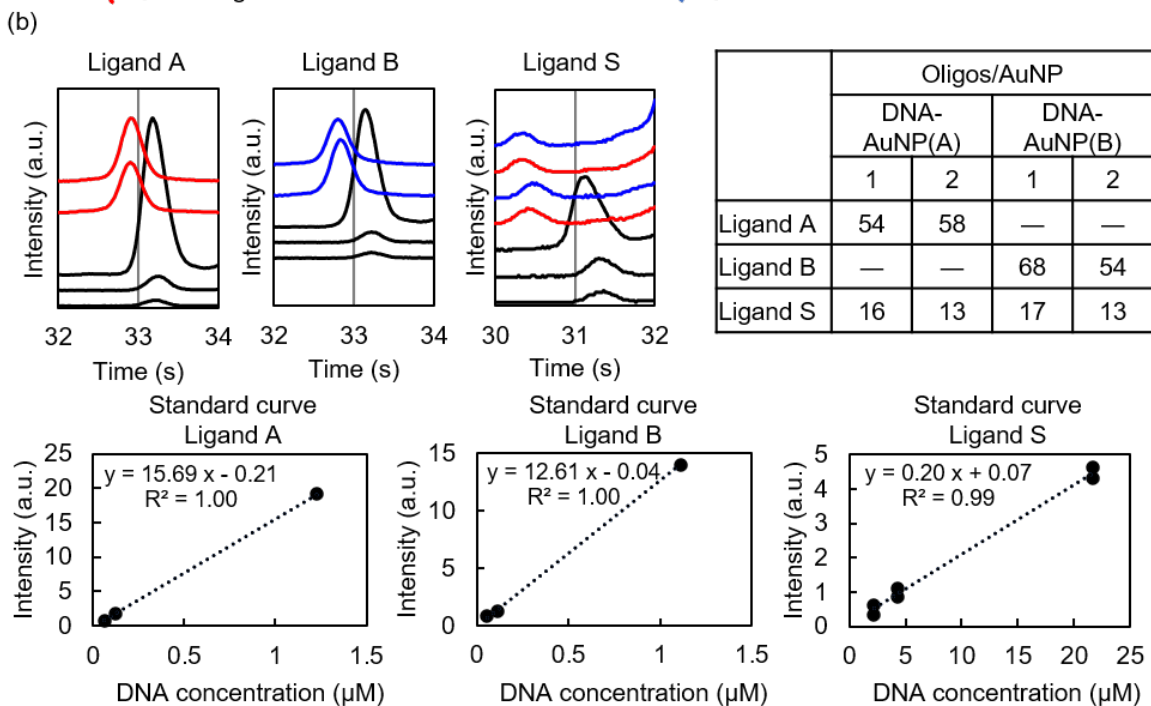 (b)
Ligand A
Intensity (a.u.)
32 33 34
Time (s)
Ligand B
Intensity (a.u.)
32 33 34
Time (s)
Ligand S
Intensity (a.u.)
30 31 32
Time (s)
Oligos/AuNP
DNA-
AuNP(A)
DNA-
AuNP(B)
1 2 1 2
Ligand A 54 58 — —
Ligand B — — 68 54
Ligand S 16 13 17 13
Standard curve
Ligand A
y = 15.69 x - 0.21
R² = 1.00
Intensity (a.u.)
25
20
15
10
5
0
0 0.5 1 1.5
DNA concentration (μM)
Standard curve
Ligand B
y = 12.61 x - 0.04
R² = 1.00
Intensity (a.u.)
15
10
5
0
0 0.5 1 1.5
DNA concentration (μM)
Standard curve
Ligand S
y = 0.20 x + 0.07
R² = 0.99
Intensity (a.u.)
5
4
3
2
1
0
0 5 10 15 20 25
DNA concentration (μM)